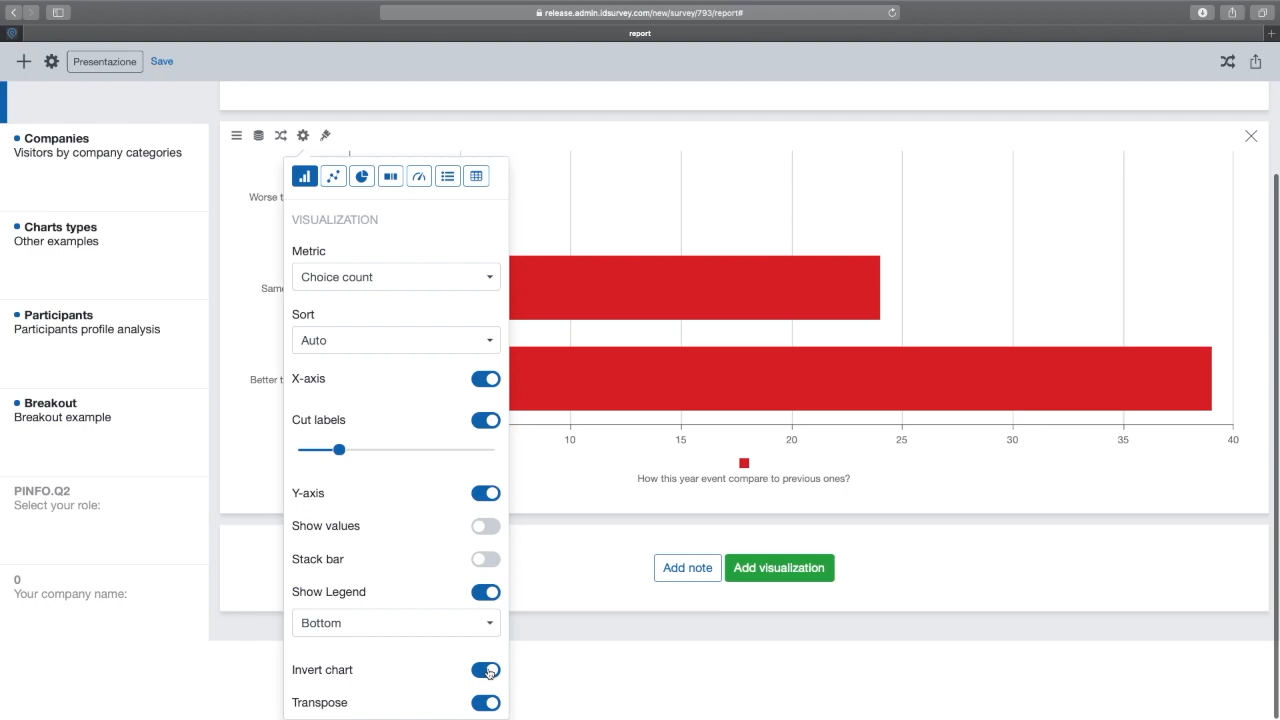 release.admin.idsurvey.com/new/survey/793/report#
report
Presentazione
Save
Companies
Visitors by company categories
Charts types
Other examples
Participants
Participants profile analysis
Breakout
Breakout example
PINFO.Q2
Select your role:
0
Your company name:
VISUALIZATION
Metric
Choice count
Sort
Auto
X-axis
Cut labels
Y-axis
Show values
Stack bar
Show Legend
Bottom
Invert chart
Transpose
Worse t
Same
Better t
10 15 20 25 30 35 40
How this year event compare to previous ones?
Add note
Add visualization